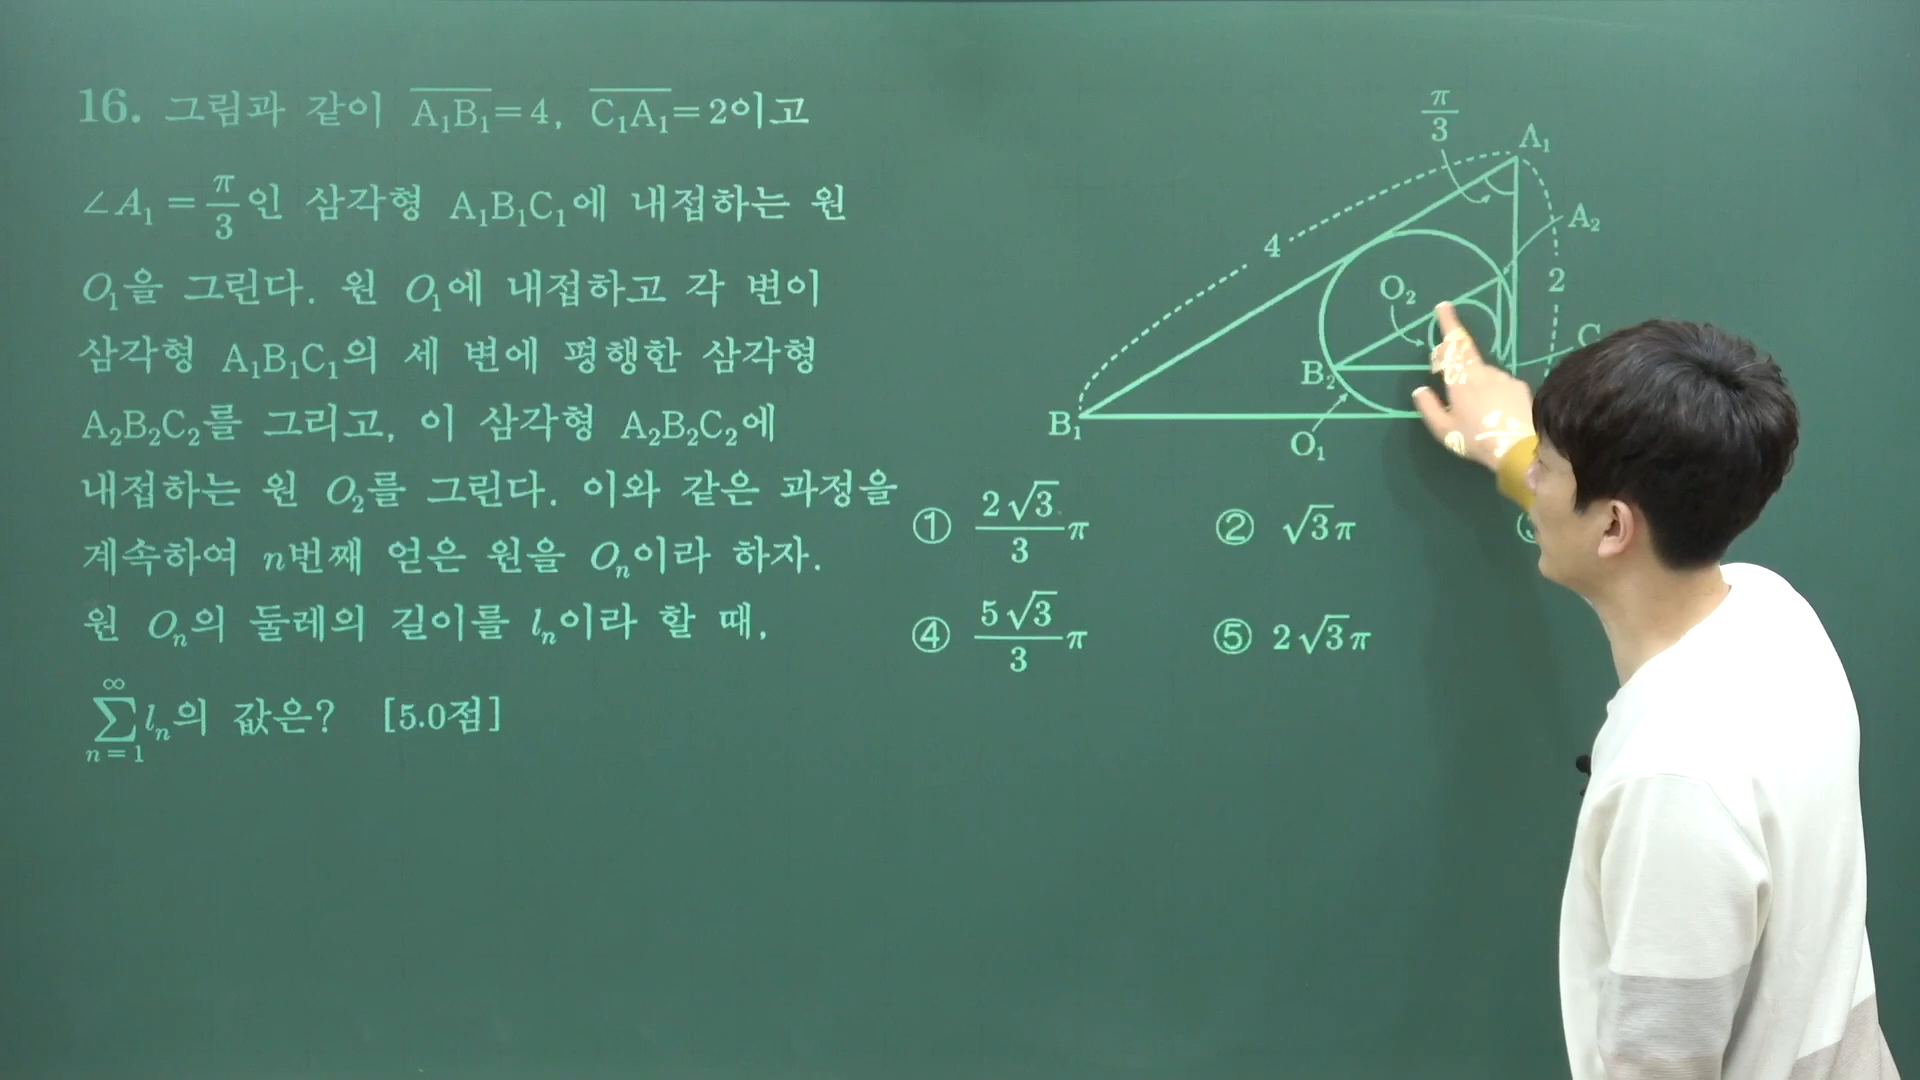 16. 그림과 같이 A₁B₁=4, C₁A₁=2이고
∠A₁=π/3인 삼각형 A₁B₁C₁에 내접하는 원
O₁을 그린다. 원 O₁에 내접하고 각 변이
삼각형 A₁B₁C₁의 세 변에 평행한 삼각형
A₂B₂C₂를 그리고, 이 삼각형 A₂B₂C₂에
내접하는 원 O₂를 그린다. 이와 같은 과정을
계속하여 n번째 얻은 원을 Oₙ이라 하자.
원 Oₙ의 둘레의 길이를 lₙ이라 할 때,
∞
∑ lₙ의 값은? [5.0점]
n=1
π/3
A₁
A₂
4
O₂
2
C
B₂
B₁
O₁
① 2√3/3 π ② √3π
④ 5√3/3 π ⑤ 2√3π